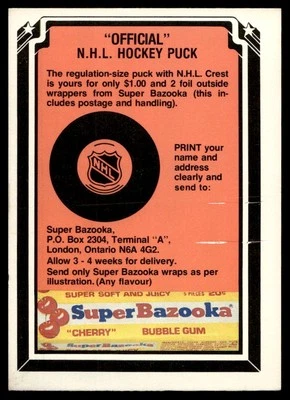 "OFFICIAL"
N.H.L. HOCKEY PUCK
The regulation-size puck with N.H.L. Crest
is yours for only $1.00 and 2 foil outside
wrappers from Super Bazooka (this in-
cludes postage and handling).
NHL
PRINT your
name and
address
clearly and
send to:
Super Bazooka,
P.O. Box 2304, Terminal "A",
London, Ontario N6A 4G2.
Allow 3 - 4 weeks for delivery.
Send only Super Bazooka wraps as per
illustration. (Any flavour)
SUPER SOFT AND JUICY
20¢
Super Bazooka
"CHERRY" BUBBLE GUM
Super Bazooka